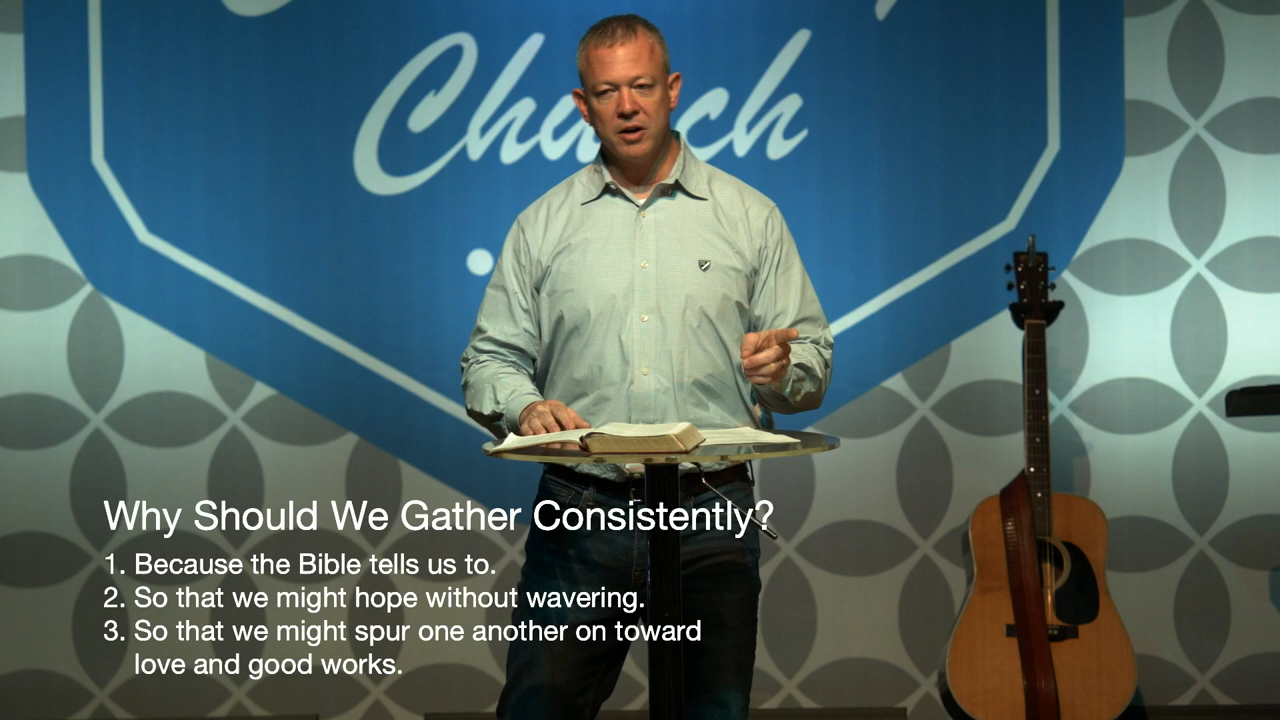 Church
Why Should We Gather Consistently?
1. Because the Bible tells us to.
2. So that we might hope without wavering.
3. So that we might spur one another on toward
love and good works.